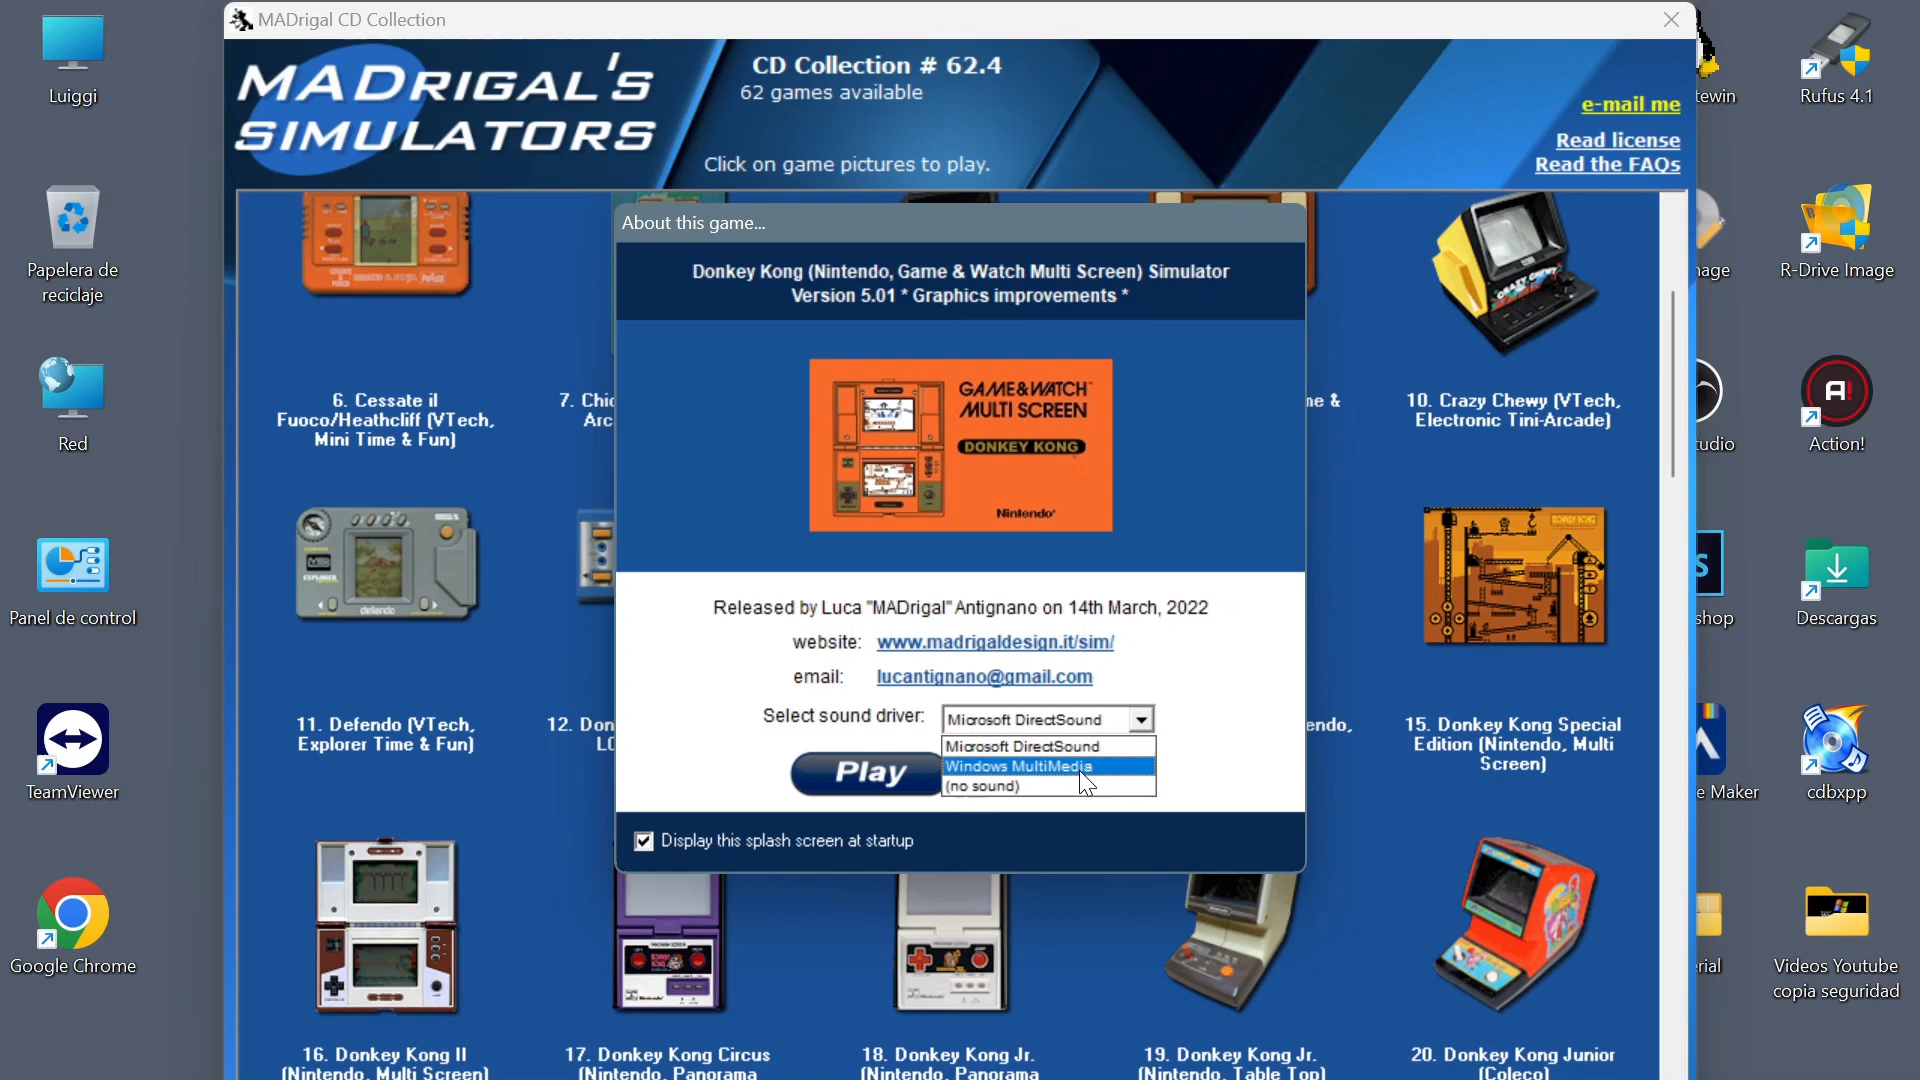 MADrigal CD Collection
MADRIGAL'S
SIMULATORS
CD Collection # 62.4
62 games available
Click on game pictures to play.
e-mail me
Read license
Read the FAQs
Luiggi
Papelera de
reciclaje
Red
Panel de control
TeamViewer
Google Chrome
6. Cessate il
Fuoco/Heathcliff (VTech,
Mini Time & Fun)
10. Crazy Chewy (VTech,
Electronic Tini-Arcade)
11. Defendo (VTech,
Explorer Time & Fun)
defendo
15. Donkey Kong Special
Edition (Nintendo, Multi
Screen)
16. Donkey Kong II
(Nintendo, Multi Screen)
17. Donkey Kong Circus
(Nintendo, Panorama
18. Donkey Kong Jr.
(Nintendo, Panorama
19. Donkey Kong Jr.
(Nintendo, Table Top)
20. Donkey Kong Junior
(Coleco)
About this game...
Donkey Kong (Nintendo, Game & Watch Multi Screen) Simulator
Version 5.01 * Graphics improvements *
GAME&WATCH
MULTI SCREEN
DONKEY KONG
Nintendo
Released by Luca "MADrigal" Antignano on 14th March, 2022
website: www.madrigaldesign.it/sim/
email: lucantignano@gmail.com
Select sound driver: Microsoft DirectSound
Microsoft DirectSound
Windows MultiMedia
(no sound)
Play
Display this splash screen at startup
Rufus 4.1
R-Drive Image
Action!
Descargas
e Maker
cdbxpp
Videos Youtube
copia seguridad